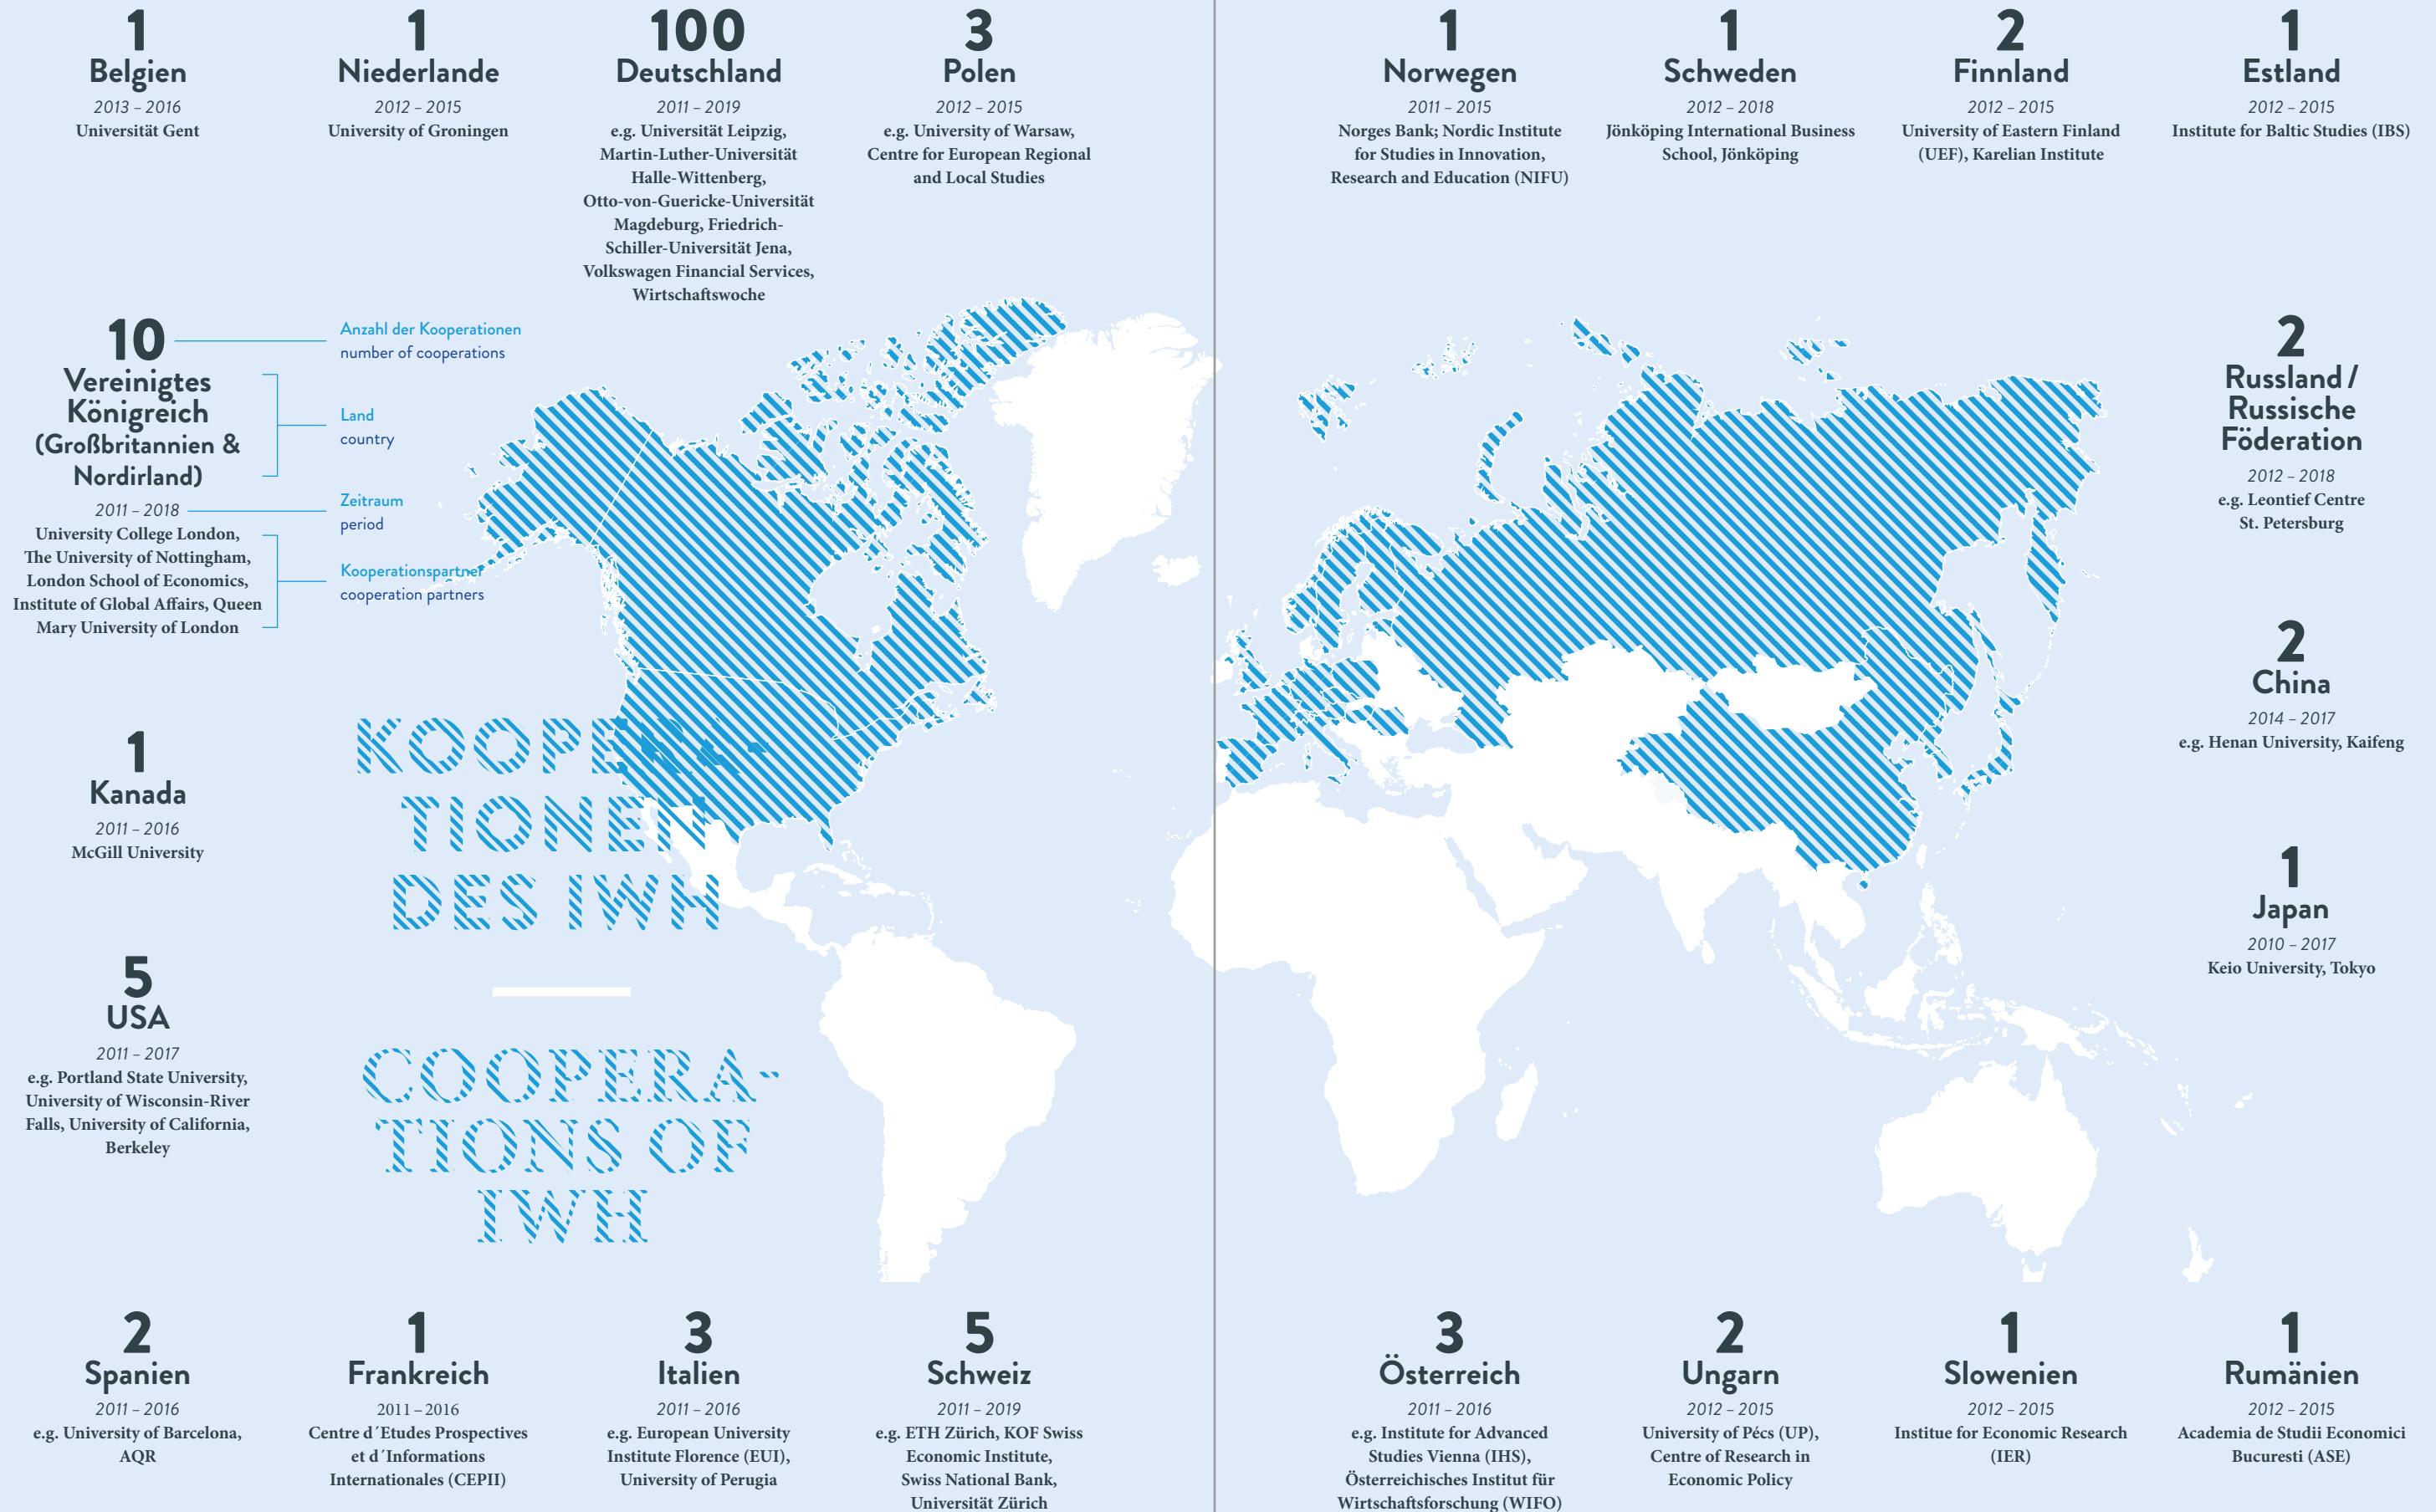 1
Belgien
2013 – 2016
Universität Gent
1
Niederlande
2012 – 2015
University of Groningen
100
Deutschland
2011 – 2019
e.g. Universität Leipzig,
Martin-Luther-Universität
Halle-Wittenberg,
Otto-von-Guericke-Universität
Magdeburg, Friedrich-
Schiller-Universität Jena,
Volkswagen Financial Services,
Wirtschaftswoche
3
Polen
2012 – 2015
e.g. University of Warsaw,
Centre for European Regional
and Local Studies
1
Norwegen
2011 – 2015
Norges Bank; Nordic Institute
for Studies in Innovation,
Research and Education (NIFU)
1
Schweden
2012 – 2018
Jönköping International Business
School, Jönköping
2
Finnland
2012 – 2015
University of Eastern Finland
(UEF), Karelian Institute
1
Estland
2012 – 2015
Institute for Baltic Studies (IBS)
10
Vereinigtes
Königreich
(Großbritannien &
Nordirland)
2011 – 2018
University College London,
The University of Nottingham,
London School of Economics,
Institute of Global Affairs, Queen
Mary University of London
Anzahl der Kooperationen
number of cooperations
Land
country
Zeitraum
period
Kooperationspartner
cooperation partners
2
Russland /
Russische
Föderation
2012 – 2018
e.g. Leontief Centre
St. Petersburg
2
China
2014 – 2017
e.g. Henan University, Kaifeng
1
Kanada
2011 – 2016
McGill University
KOOPERA-
TIONEN
DES IWH
1
Japan
2010 – 2017
Keio University, Tokyo
5
USA
2011 – 2017
e.g. Portland State University,
University of Wisconsin-River
Falls, University of California,
Berkeley
COOPERA-
TIONS OF
IWH
2
Spanien
2011 – 2016
e.g. University of Barcelona,
AQR
1
Frankreich
2011 – 2016
Centre d´Etudes Prospectives
et d´Informations
Internationales (CEPII)
3
Italien
2011 – 2016
e.g. European University
Institute Florence (EUI),
University of Perugia
5
Schweiz
2011 – 2019
e.g. ETH Zürich, KOF Swiss
Economic Institute,
Swiss National Bank,
Universität Zürich
3
Österreich
2011 – 2016
e.g. Institute for Advanced
Studies Vienna (IHS),
Österreichisches Institut für
Wirtschaftsforschung (WIFO)
2
Ungarn
2012 – 2015
University of Pécs (UP),
Centre of Research in
Economic Policy
1
Slowenien
2012 – 2015
Institue for Economic Research
(IER)
1
Rumänien
2012 – 2015
Academia de Studii Economici
Bucuresti (ASE)